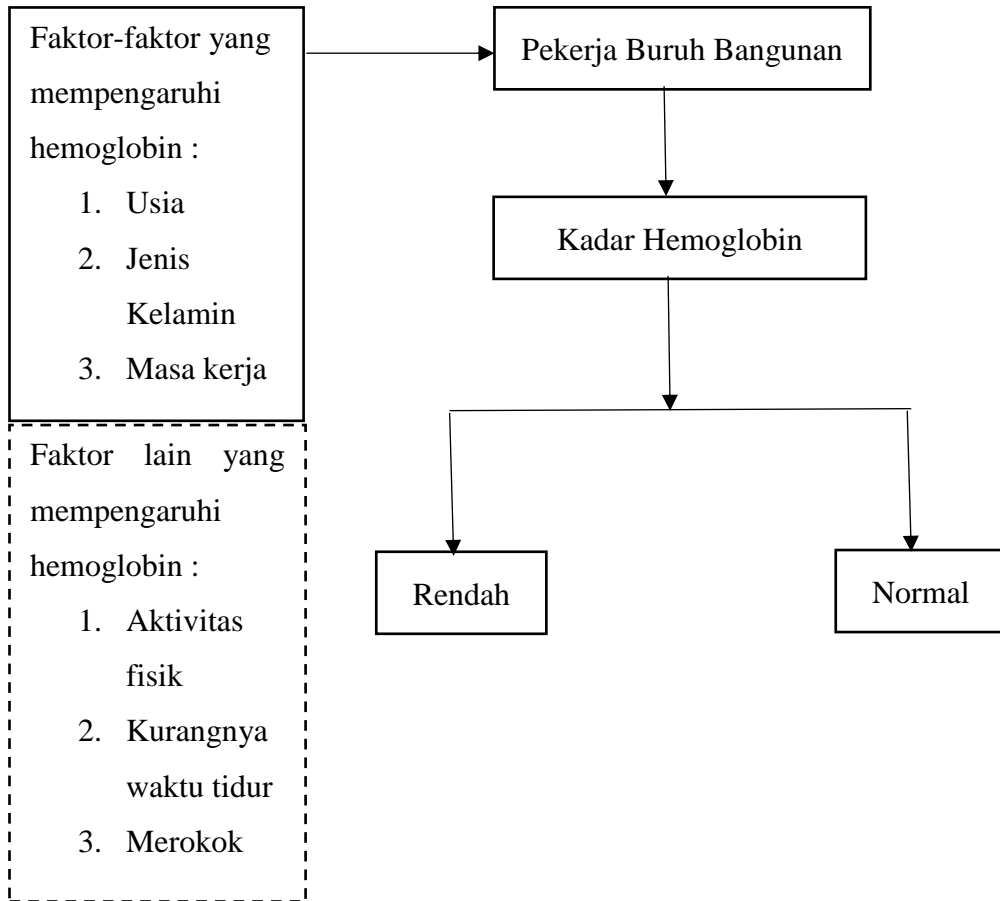 Faktor-faktor yang
mempengaruhi
hemoglobin :
1. Usia
2. Jenis
Kelamin
3. Masa kerja
Faktor lain yang
mempengaruhi
hemoglobin :
1. Aktivitas
fisik
2. Kurangnya
waktu tidur
3. Merokok
Pekerja Buruh Bangunan
Kadar Hemoglobin
Rendah
Normal